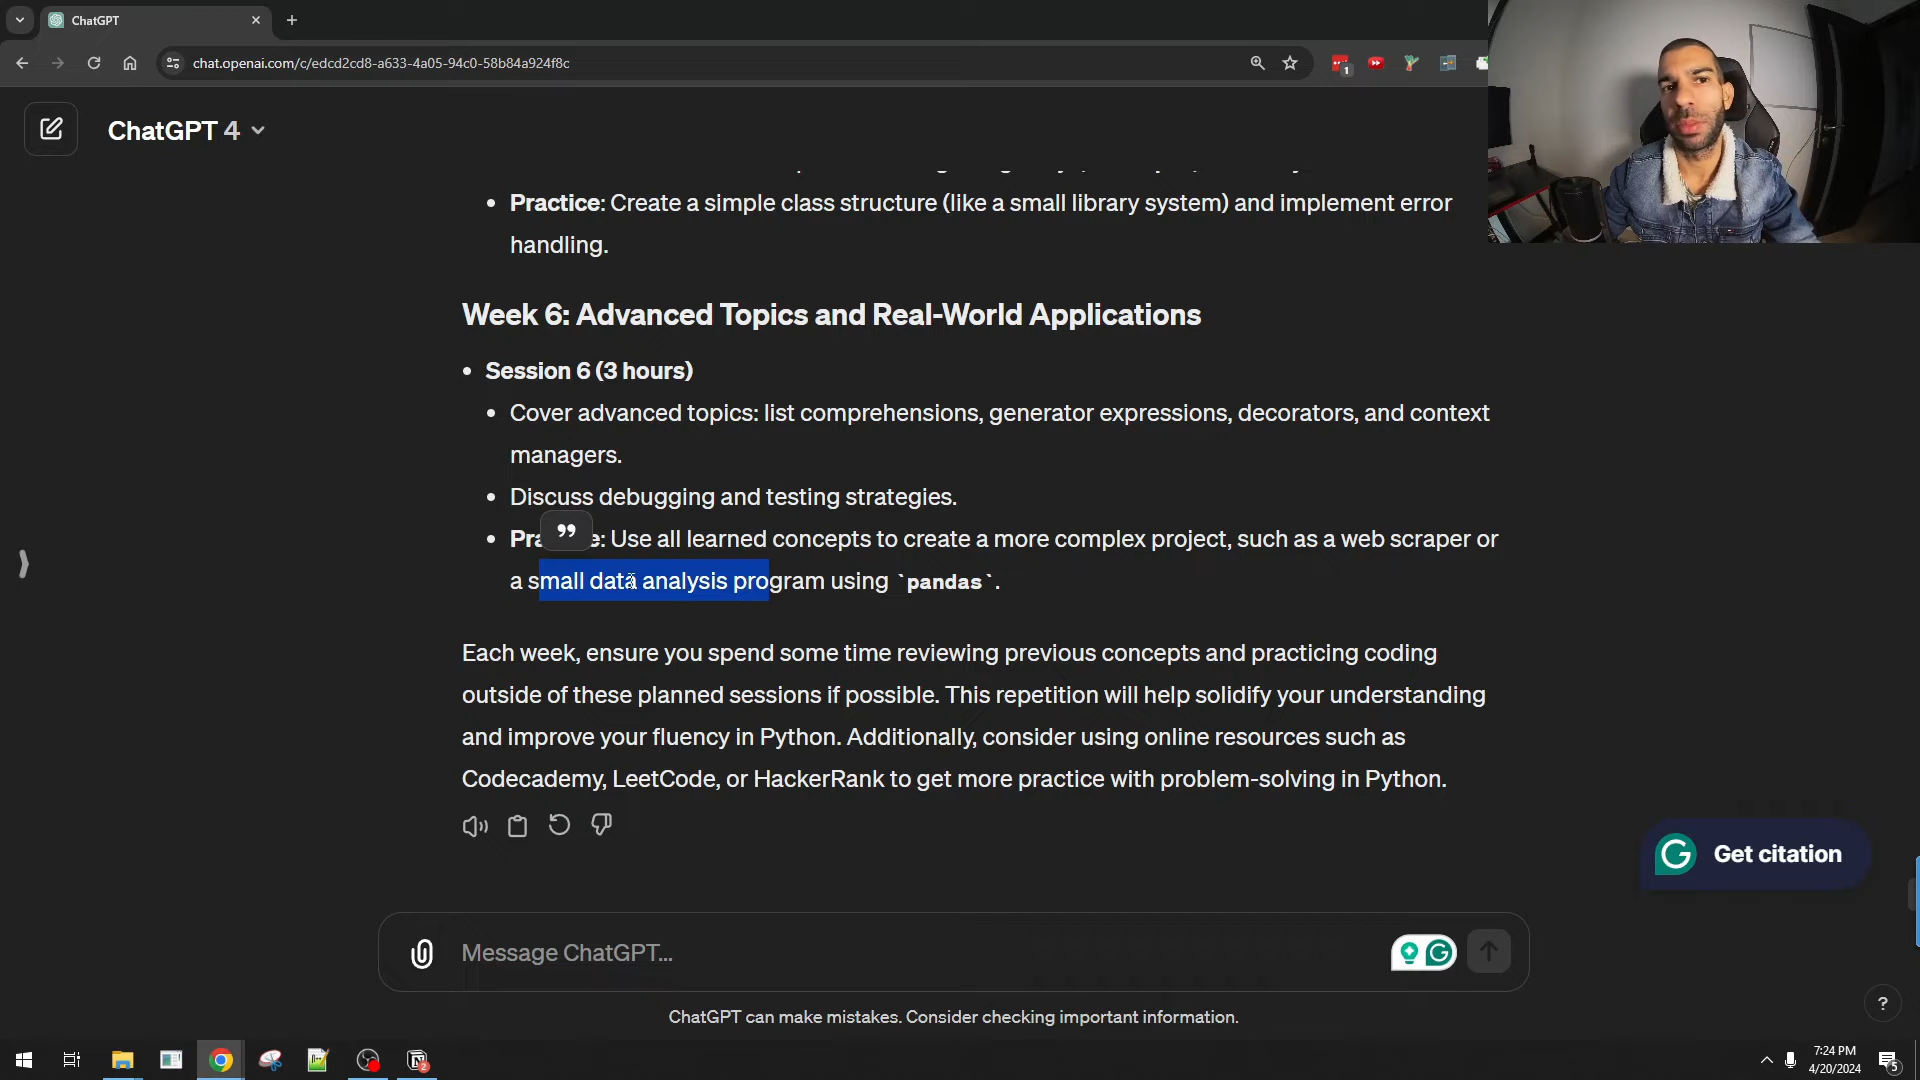 ChatGPT
chat.openai.com/c/edcd2cd8-a633-4a05-94c0-58b84a924f8c
1
ChatGPT 4
Practice: Create a simple class structure (like a small library system) and implement error
handling.
Week 6: Advanced Topics and Real-World Applications
Session 6 (3 hours)
Cover advanced topics: list comprehensions, generator expressions, decorators, and context
managers.
Discuss debugging and testing strategies.
Pra e: Use all learned concepts to create a more complex project, such as a web scraper or
a small data analysis program using `pandas`.
Each week, ensure you spend some time reviewing previous concepts and practicing coding
outside of these planned sessions if possible. This repetition will help solidify your understanding
and improve your fluency in Python. Additionally, consider using online resources such as
Codecademy, LeetCode, or HackerRank to get more practice with problem-solving in Python.
Get citation
Message ChatGPT...
ChatGPT can make mistakes. Consider checking important information.
?
2
7:24 PM
4/20/2024
5